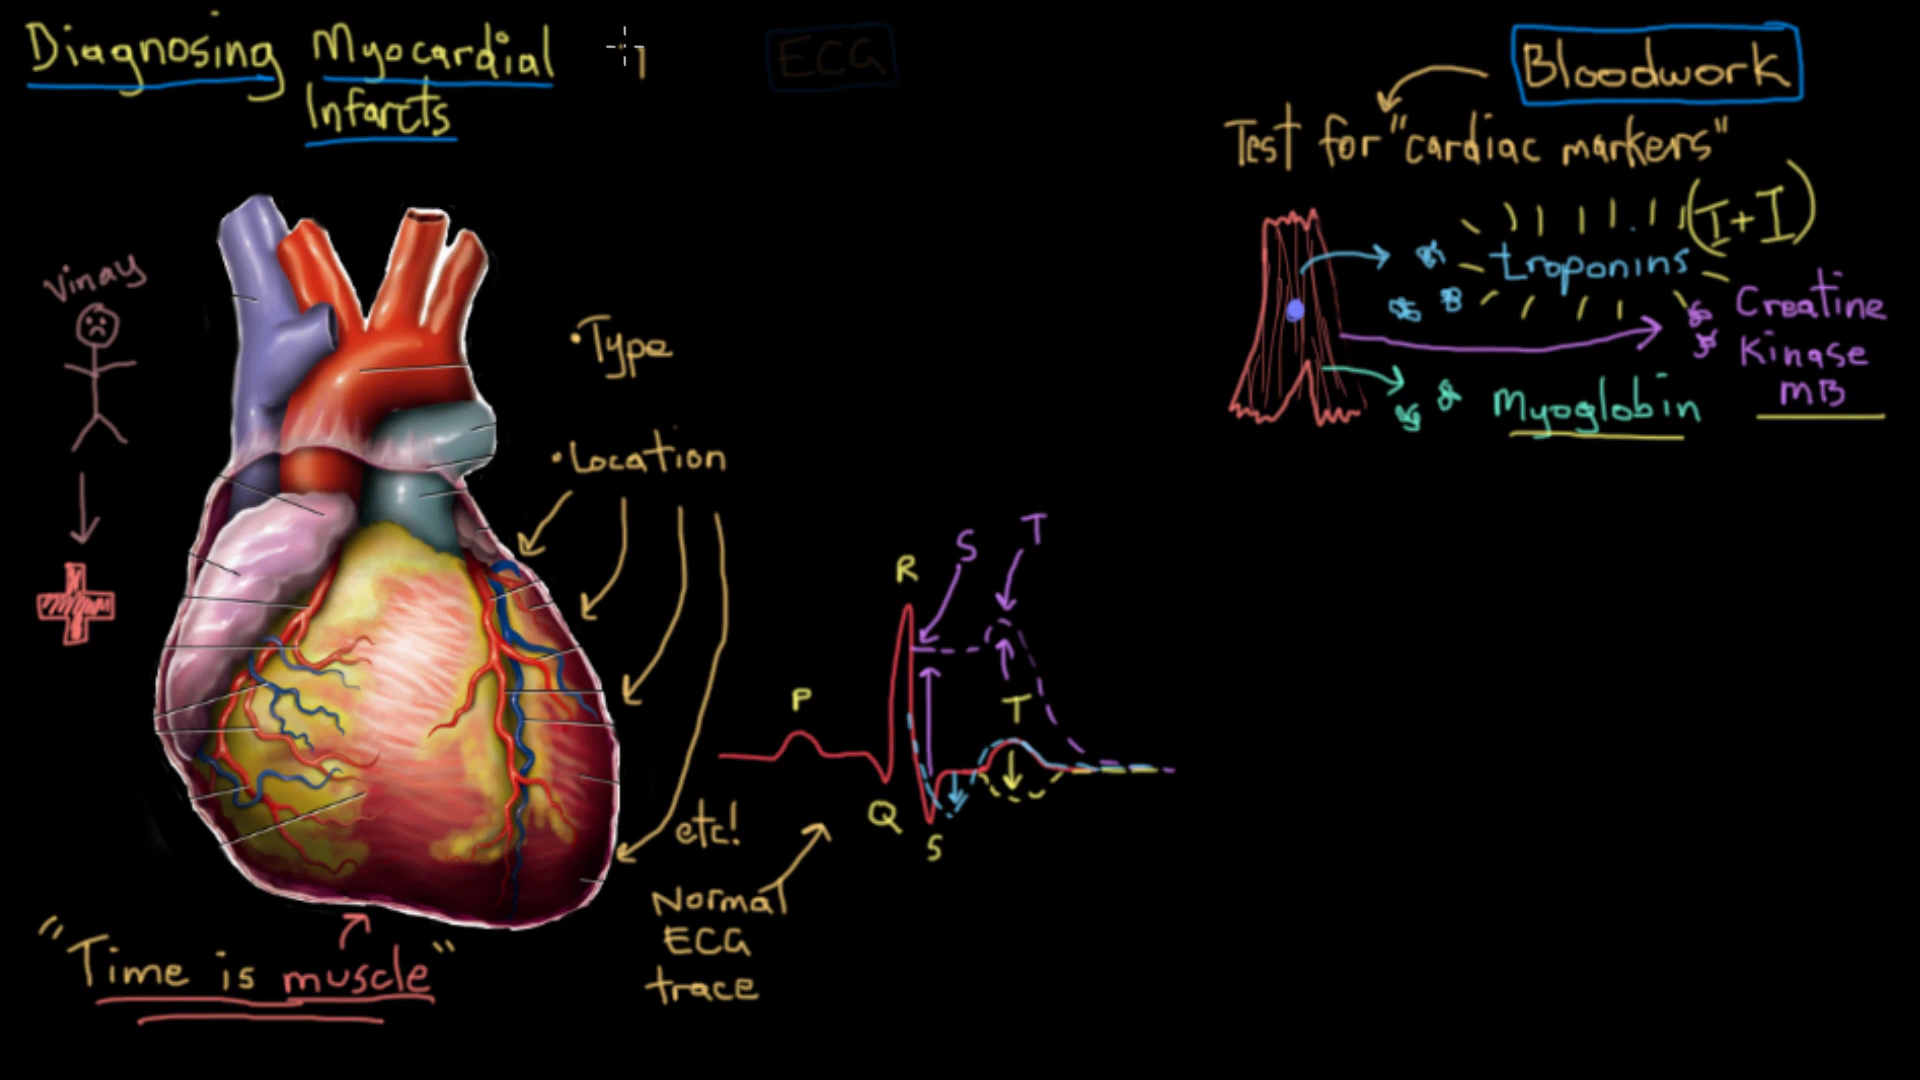 Diagnosing Myocardial
Infarcts
ECG
Bloodwork
Test for "cardiac markers"
(T+I)
troponins
Creatine
Kinase
MB
Myoglobin
Vinay
•Type
•Location
etc!
Normal
ECG
trace
P
Q
R
S
T
S
T
"Time is muscle"